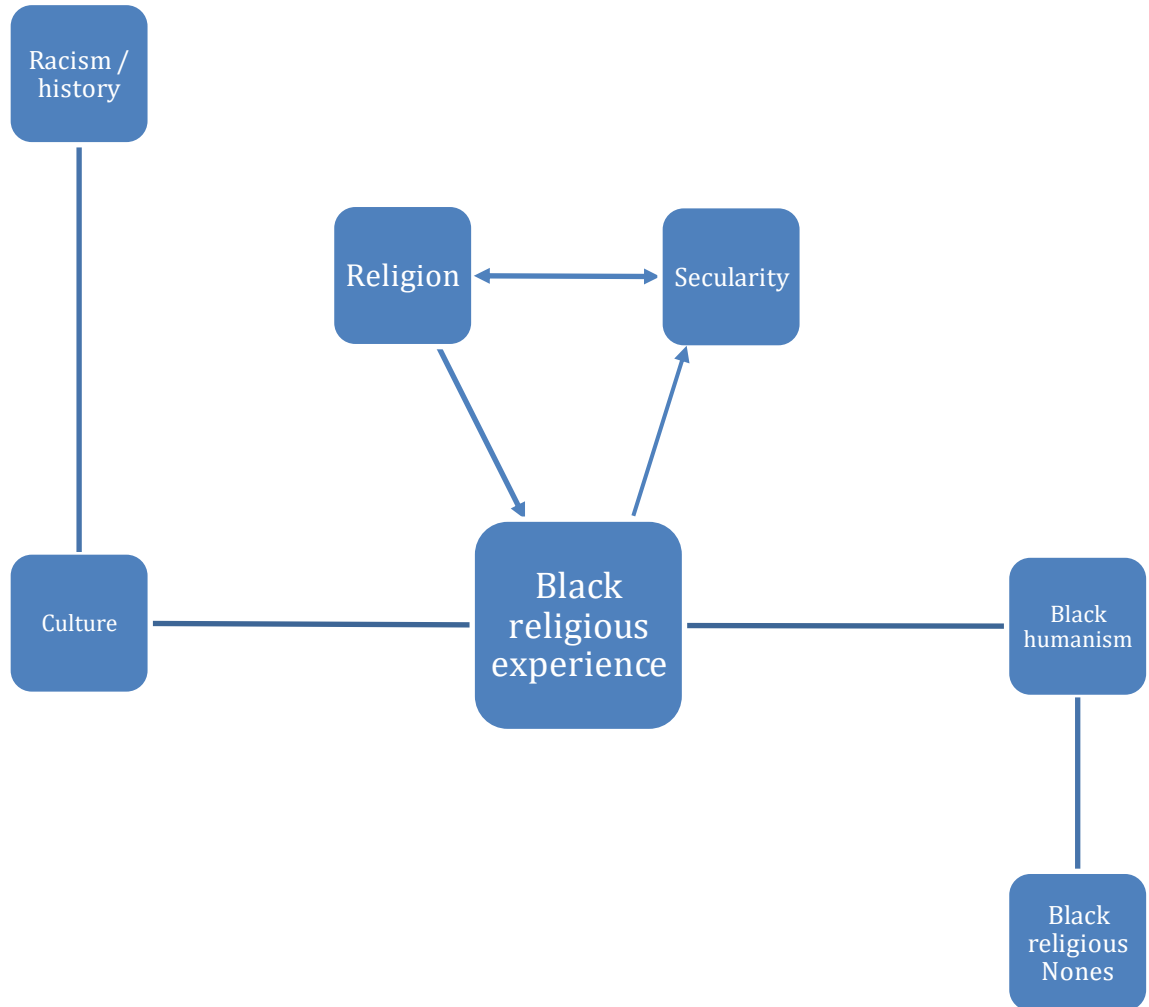 Racism /
history
Religion
Secularity
Black
religious
experience
Culture
Black
humanism
Black
religious
Nones